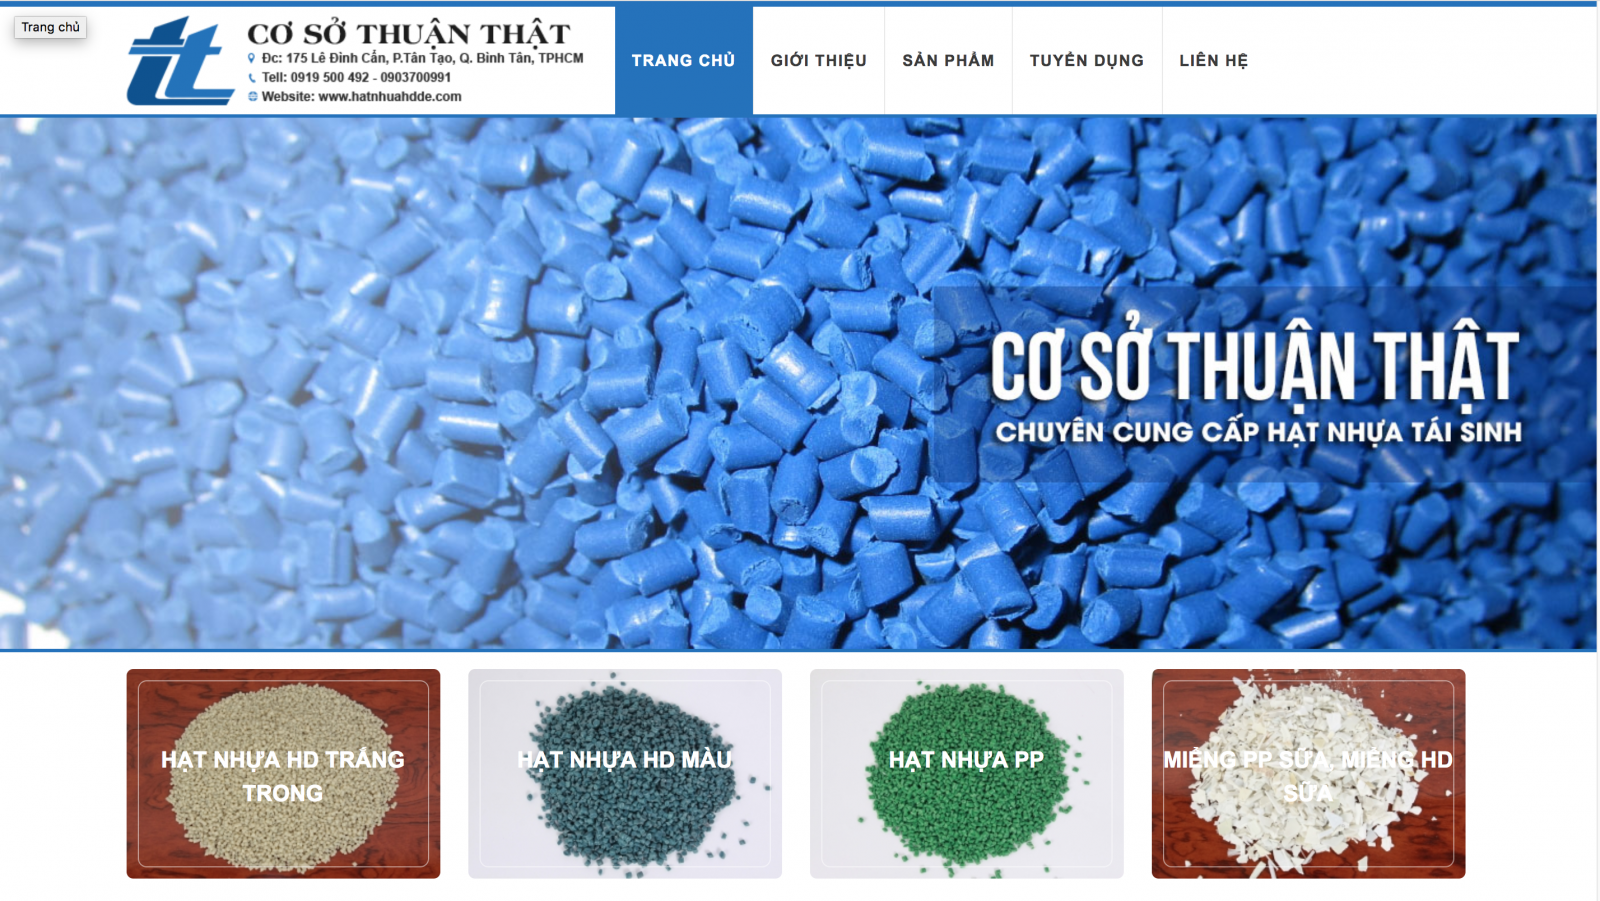 Trang chủ
CƠ SỞ THUẬN THẬT
Đc: 175 Lê Đình Cẩn, P.Tân Tạo, Q. Bình Tân, TPHCM
Tell: 0919 500 492 - 0903700991
Website: www.hatnhuahdde.com
TRANG CHỦ
GIỚI THIỆU
SẢN PHẨM
TUYỂN DỤNG
LIÊN HỆ
CƠ SỞ THUẬN THẬT
CHUYÊN CUNG CẤP HẠT NHỰA TÁI SINH
HẠT NHỰA HD TRẮNG
TRONG
HẠT NHỰA HD MÀU
HẠT NHỰA PP
MIẾNG PP SỮA, MIẾNG HD
SỮA